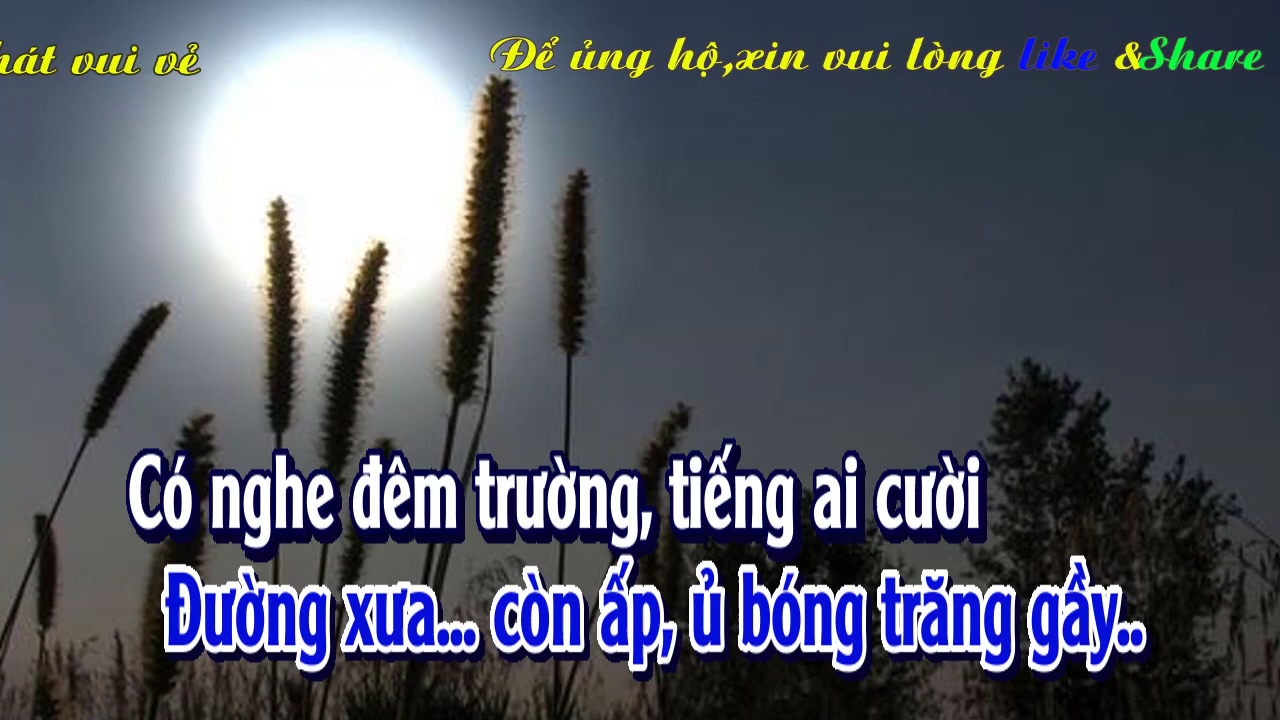 hát vui vẻ Để ủng hộ,xin vui lòng like &Share
Có nghe đêm trường, tiếng ai cười
Đường xưa... còn ấp, ủ bóng trăng gầy..